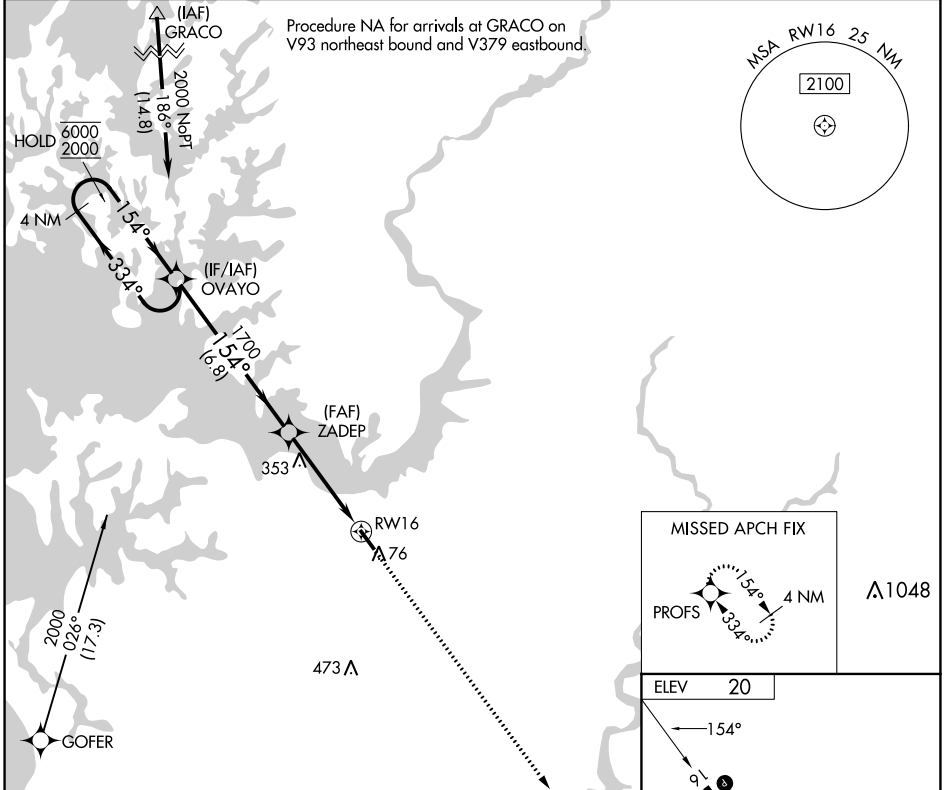 (IAF)
GRACO
Procedure NA for arrivals at GRACO on
V93 northeast bound and V379 eastbound.
MSA RW16 25 NM
2100
2000 NoPT
186°
(14.8)
HOLD 6000
2000
4 NM
154°
334°
(IF/IAF)
OVAYO
1700
154°
(6.8)
(FAF)
ZADEP
353
RW16
76
473
2000
026°
(17.3)
GOFER
MISSED APCH FIX
PROFS
154°
334°
4 NM
1048
ELEV 20
154°
16
P